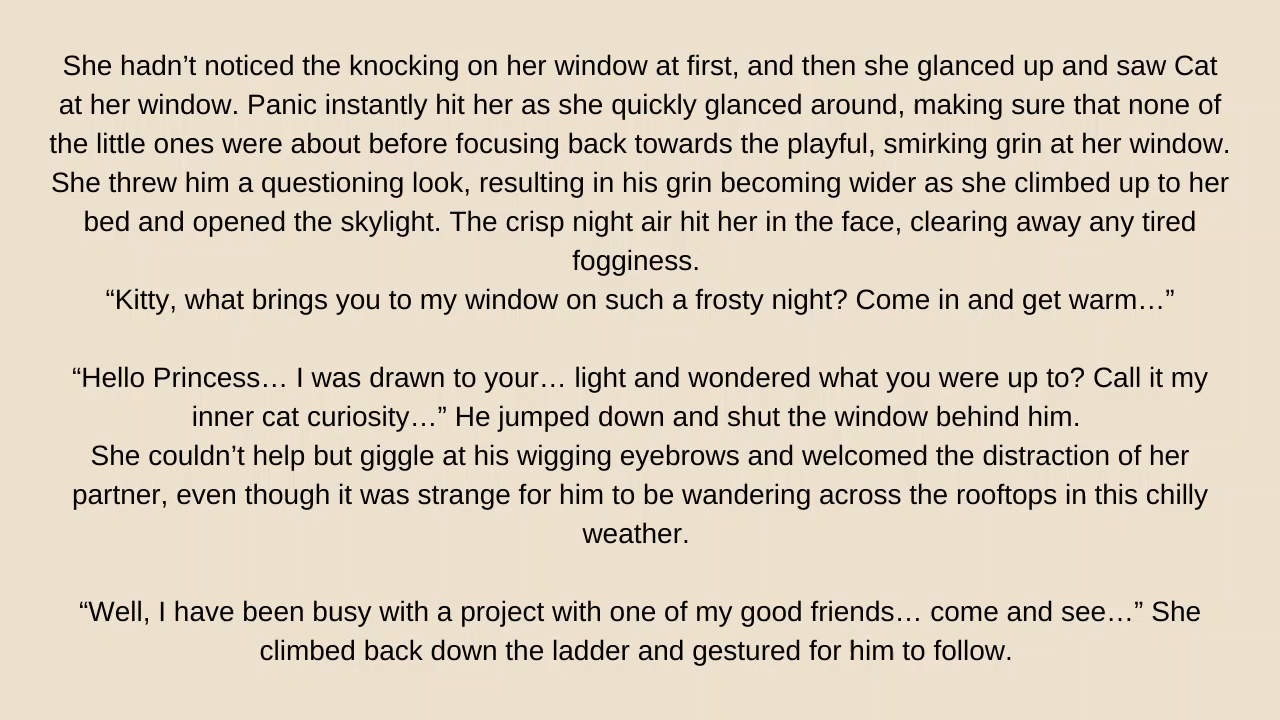 She hadn’t noticed the knocking on her window at first, and then she glanced up and saw Cat
at her window. Panic instantly hit her as she quickly glanced around, making sure that none of
the little ones were about before focusing back towards the playful, smirking grin at her window.
She threw him a questioning look, resulting in his grin becoming wider as she climbed up to her
bed and opened the skylight. The crisp night air hit her in the face, clearing away any tired
fogginess.
“Kitty, what brings you to my window on such a frosty night? Come in and get warm…”
“Hello Princess… I was drawn to your… light and wondered what you were up to? Call it my
inner cat curiosity…” He jumped down and shut the window behind him.
She couldn’t help but giggle at his wigging eyebrows and welcomed the distraction of her
partner, even though it was strange for him to be wandering across the rooftops in this chilly
weather.
“Well, I have been busy with a project with one of my good friends… come and see…” She
climbed back down the ladder and gestured for him to follow.